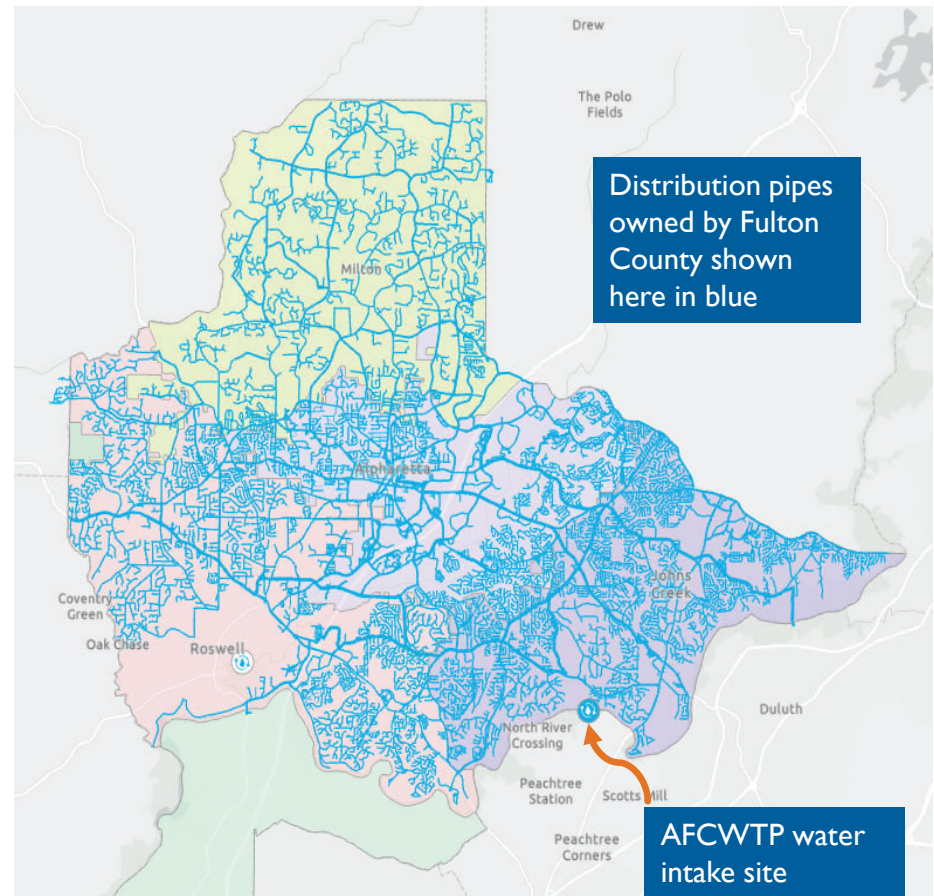 Drew
The Polo
Fields
Distribution pipes
owned by Fulton
County shown
here in blue
Milton
Alpharetta
Johns
Creek
Coventry
Green
Oak Chase
Roswell
Duluth
North River
Crossing
Peachtree
Station
Scotts Mill
Peachtree
Corners
AFCWTP water
intake site